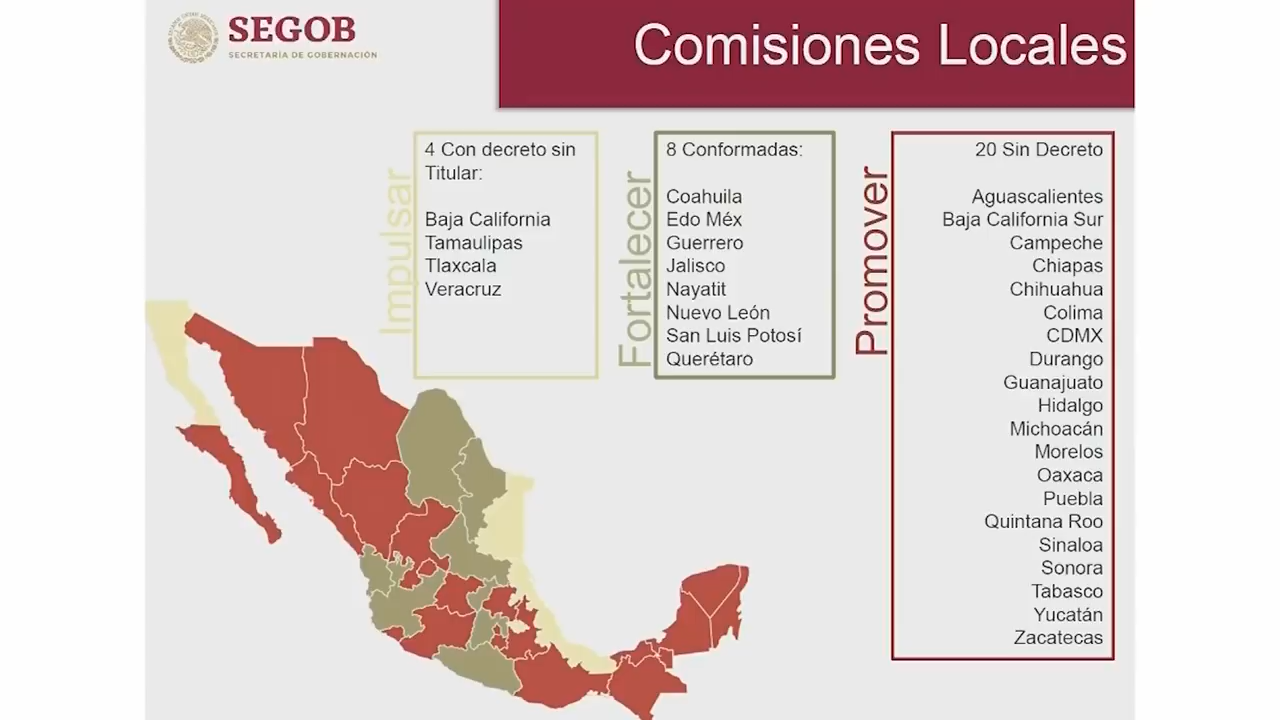 SEGOB
SECRETARÍA DE GOBERNACIÓN
Comisiones Locales
Impulsar
4 Con decreto sin
Titular:
Baja California
Tamaulipas
Tlaxcala
Veracruz
Fortalecer
8 Conformadas:
Coahuila
Edo Méx
Guerrero
Jalisco
Nayatit
Nuevo León
San Luis Potosí
Querétaro
Promover
20 Sin Decreto
Aguascalientes
Baja California Sur
Campeche
Chiapas
Chihuahua
Colima
CDMX
Durango
Guanajuato
Hidalgo
Michoacán
Morelos
Oaxaca
Puebla
Quintana Roo
Sinaloa
Sonora
Tabasco
Yucatán
Zacatecas